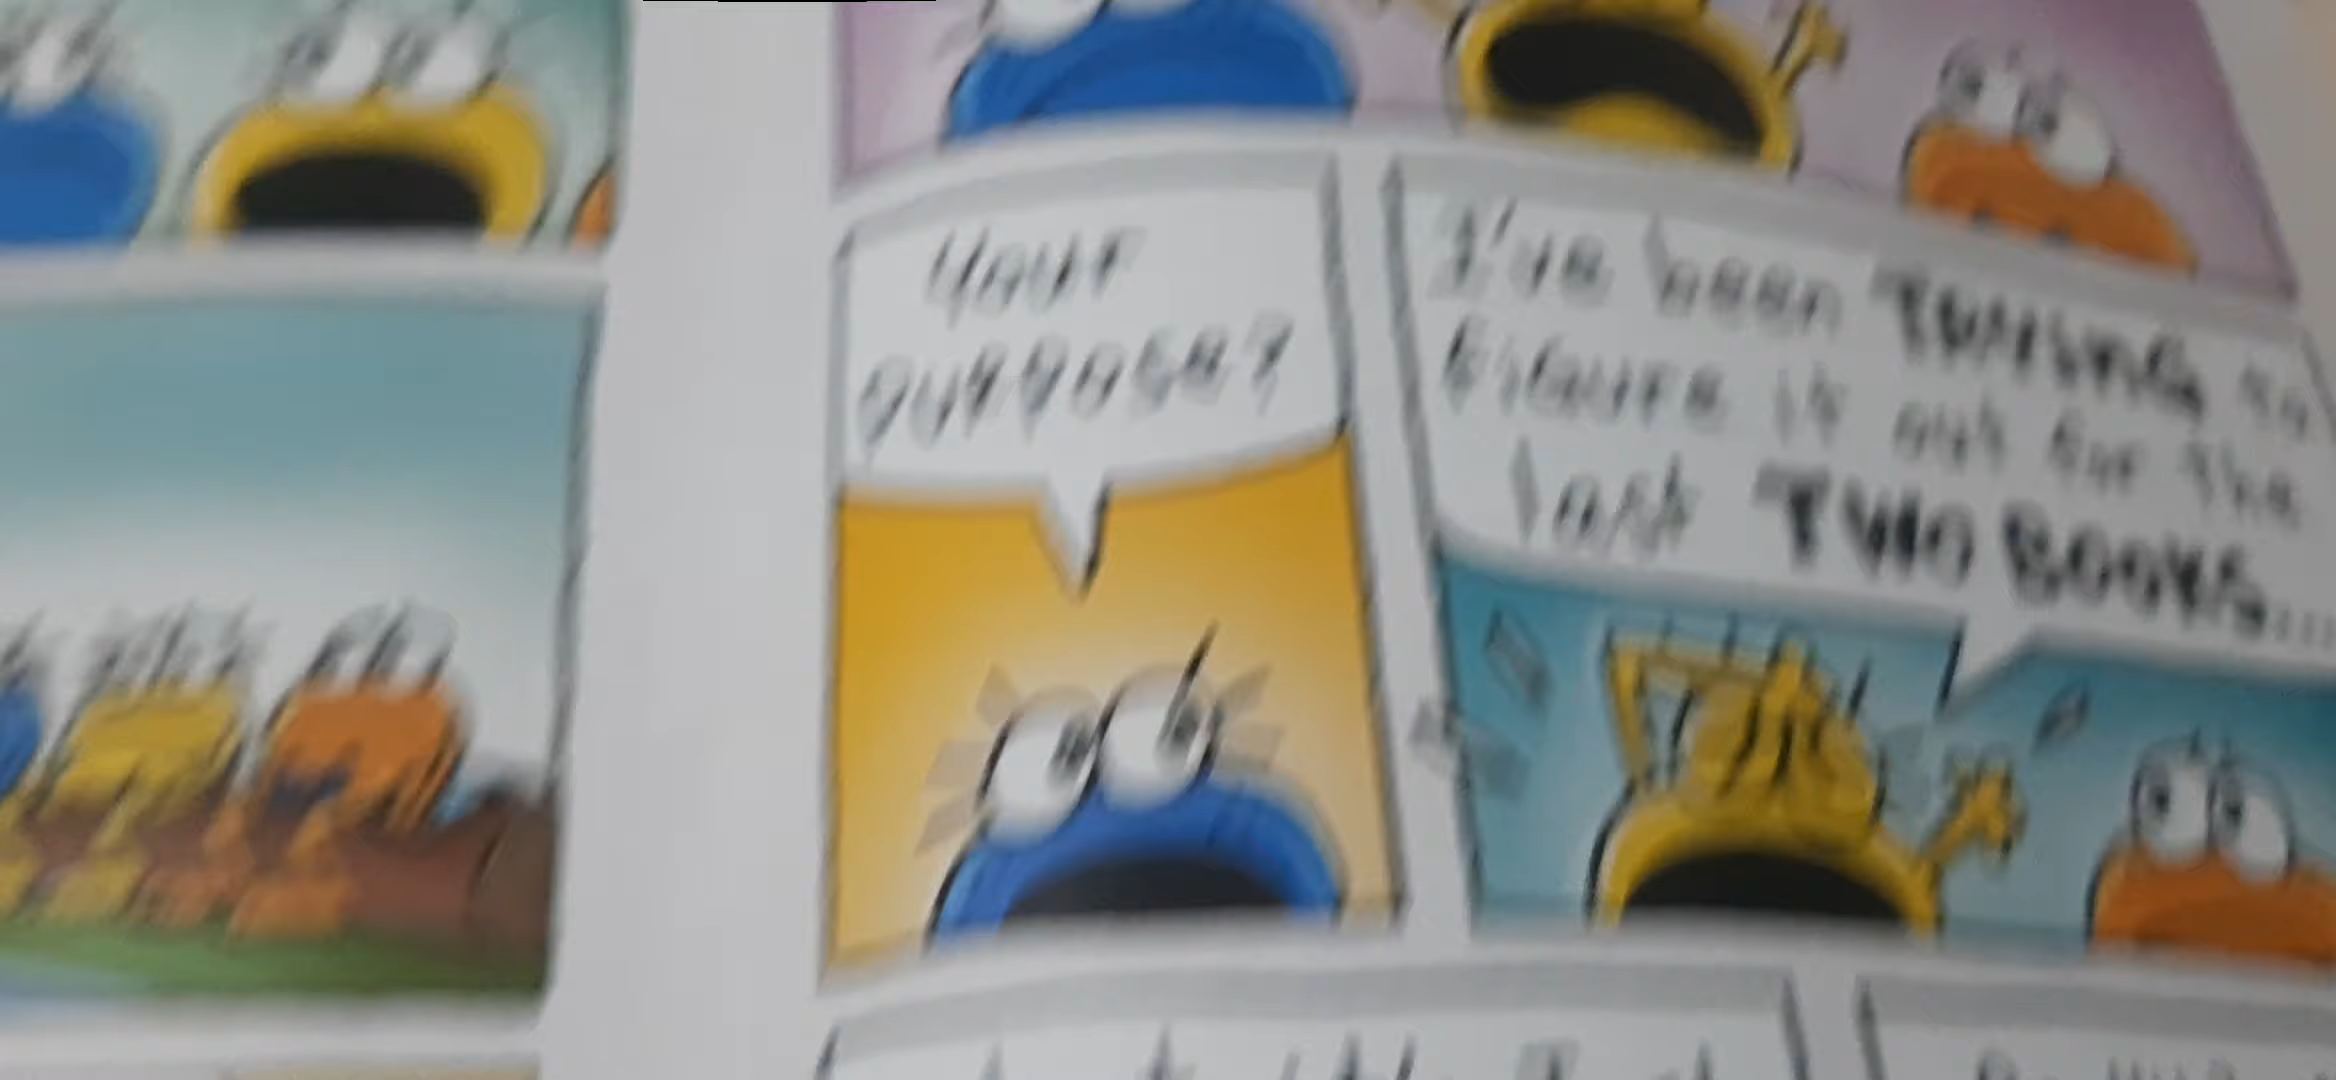 Your
purpose?
I've been TRYING to
figure it out for the
last TWO BOOKS....